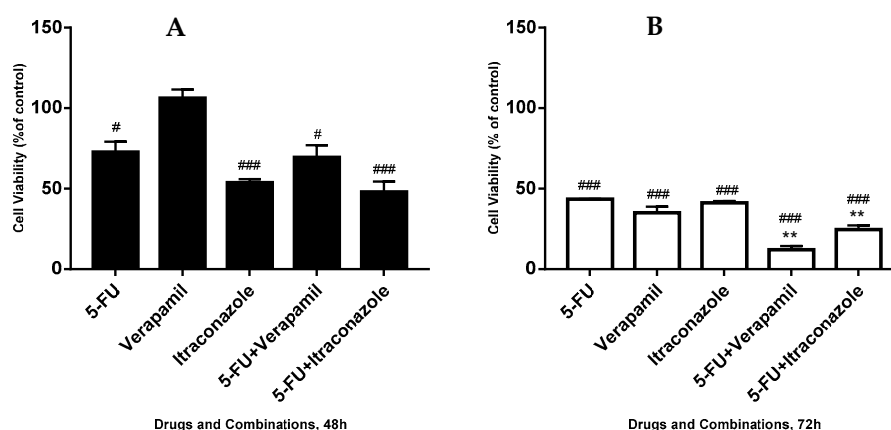 A
Cell Viability (%of control)
150
100
50
0
#
###
#
###
5-FU
Verapamil
Itraconazole
5-FU+Verapamil
5-FU+Itraconazole
Drugs and Combinations, 48h
B
Cell Viability (% of control)
150
100
50
0
###
###
###
###
**
###
**
5-FU
Verapamil
Itraconazole
5-FU+Verapamil
5-FU+Itraconazole
Drugs and Combinations, 72h